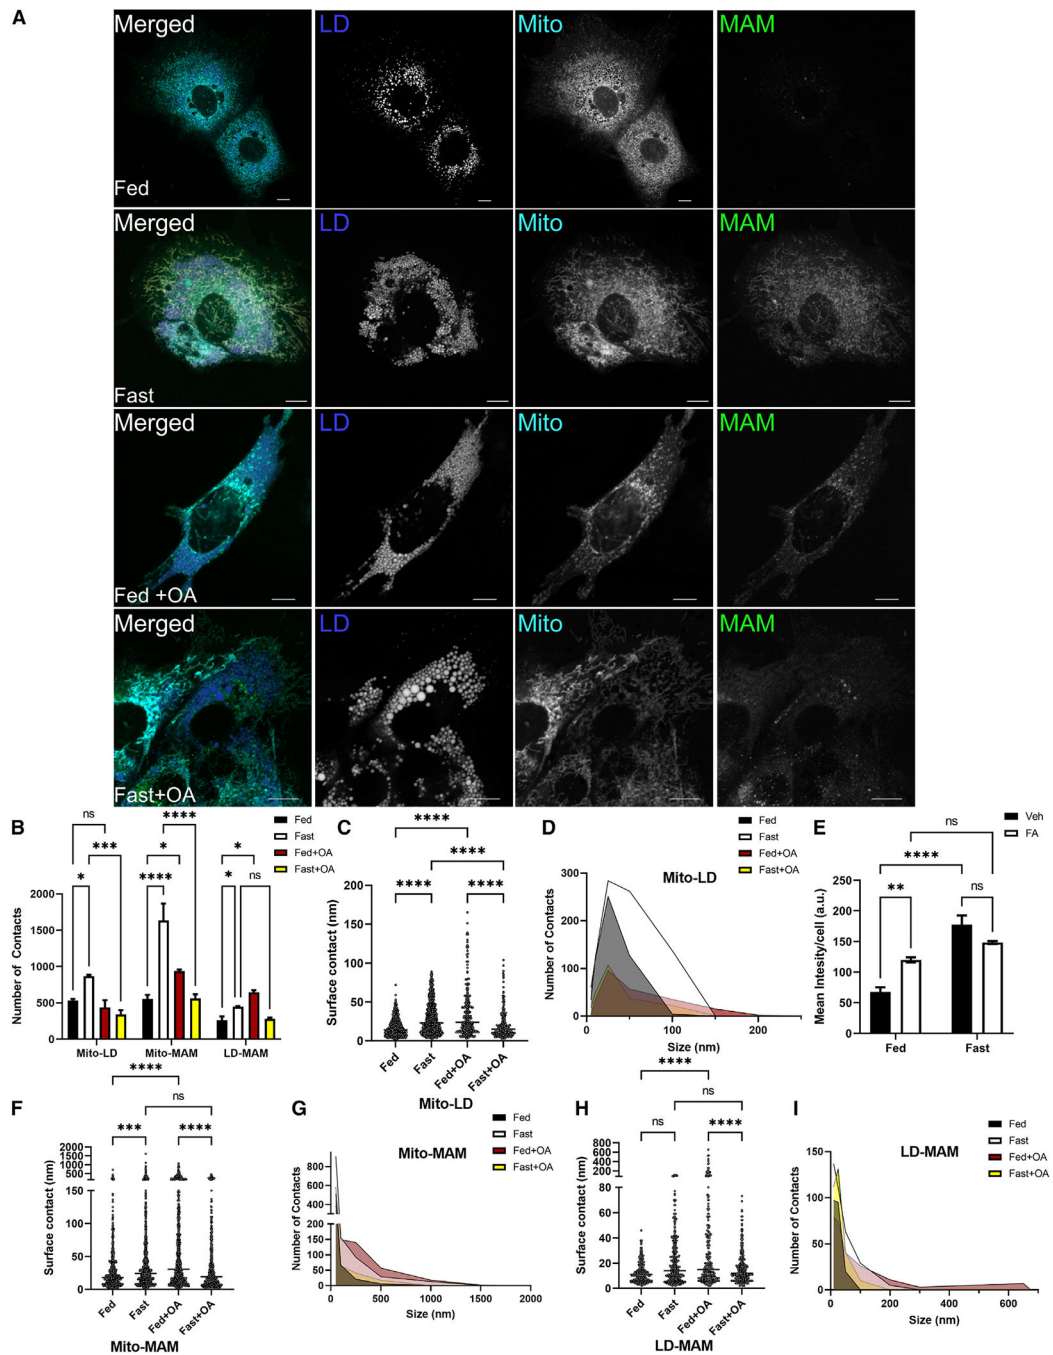 A
Merged LD Mito MAM
Fed
Merged LD Mito MAM
Fast
Merged LD Mito MAM
Fed +OA
Merged LD Mito MAM
Fast+OA
B
Fed
Fast
Fed+OA
Fast+OA
ns
***
*
****
*
****
*
*
ns
Number of Contacts
2000
1500
1000
500
0
Mito-LD Mito-MAM LD-MAM
C
****
****
**** ****
Surface contact (nm)
200
150
100
50
0
Fed Fast Fed+OA Fast+OA
Mito-LD
D
Fed
Fast
Fed+OA
Fast+OA
Mito-LD
Number of Contacts
300
200
100
0
0 100 200
Size (nm)
E
Veh
FA
ns
****
** ns
Mean Intesity/cell (a.u.)
250
200
150
100
50
0
Fed Fast
F
****
ns
*** ****
Surface contact (nm)
2000
1500
1000
500
150
100
50
0
Fed Fast Fed+OA Fast+OA
Mito-MAM
G
Fed
Fast
Fed+OA
Fast+OA
Mito-MAM
Number of Contacts
800
600
400
200
150
100
50
0
0 500 1000 1500 2000
Size (nm)
H
****
ns
ns ****
Surface contact (nm)
800
600
400
200
80
60
40
20
0
Fed Fast Fed+OA Fast+OA
LD-MAM
I
Fed
Fast
Fed+OA
Fast+OA
LD-MAM
Number of Contacts
150
100
50
0
0 200 400 600
Size (nm)